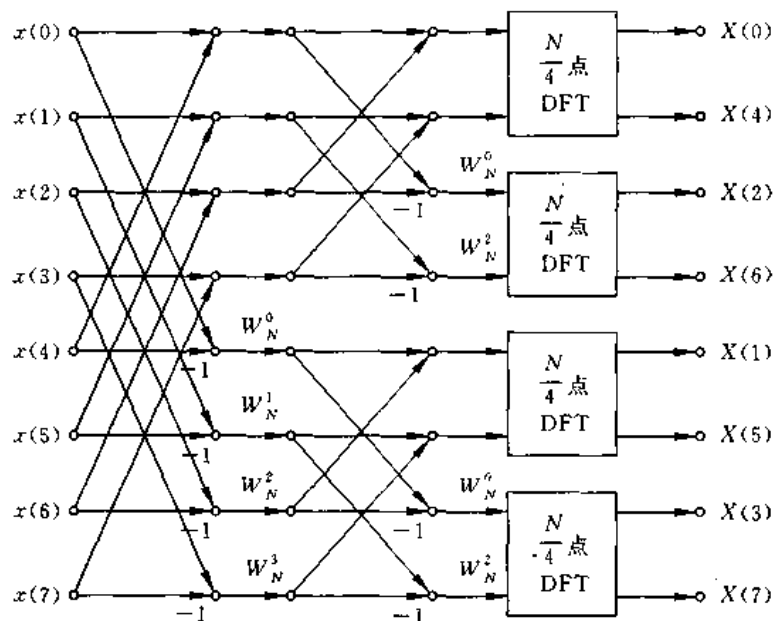 x(0) N/4 点 DFT X(0)
x(1) X(4)
x(2) -1 W_N^0 N/4 点 DFT X(2)
x(3) -1 W_N^2 X(6)
x(4) -1 W_N^0 N/4 点 DFT X(1)
x(5) -1 W_N^1 X(5)
x(6) -1 W_N^2 -1 W_N^0 N/4 点 DFT X(3)
x(7) -1 W_N^3 -1 W_N^2 X(7)